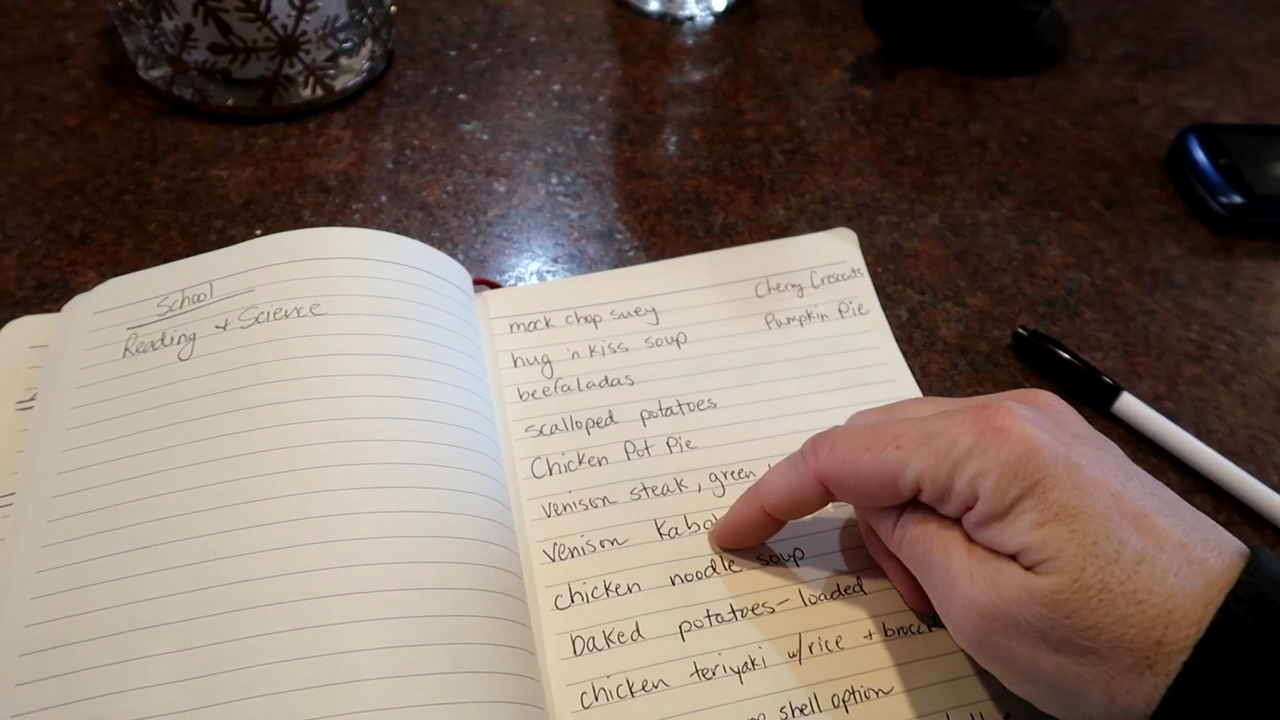 School
Reading + Science
mock chop suey
Cherry Crescents
hug 'n kiss soup
Pumpkin Pie
beefaladas
scalloped potatoes
Chicken Pot Pie
venison steak, green
venison
chicken noodle soup
baked potatoes - loaded
chicken teriyaki w/rice +
shell option